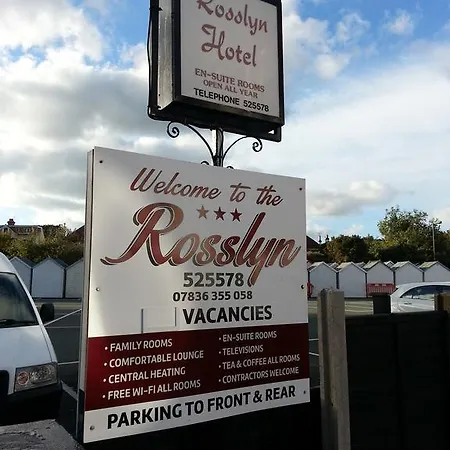 Rosslyn
Hotel
EN-SUITE ROOMS
OPEN ALL YEAR
TELEPHONE 525578
Welcome to the
Rosslyn
525578
07836 355 058
VACANCIES
• FAMILY ROOMS
• COMFORTABLE LOUNGE
• CENTRAL HEATING
• FREE WI-FI ALL ROOMS
• EN-SUITE ROOMS
• TELEVISIONS
• TEA & COFFEE ALL ROOMS
• CONTRACTORS WELCOME
PARKING TO FRONT & REAR